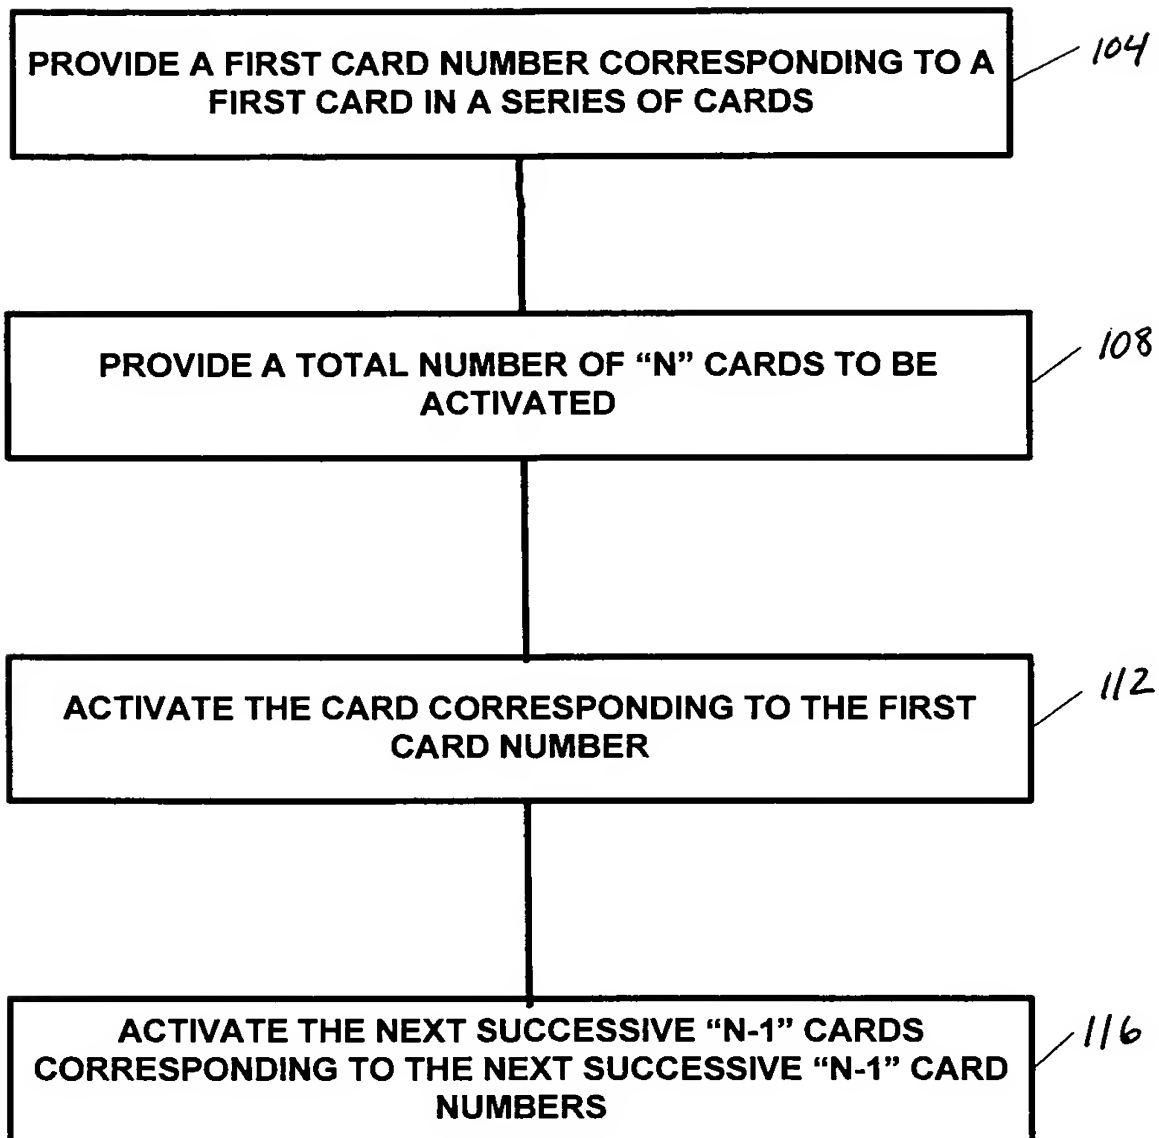 PROVIDE A FIRST CARD NUMBER CORRESPONDING TO A
FIRST CARD IN A SERIES OF CARDS
104
PROVIDE A TOTAL NUMBER OF “N” CARDS TO BE
ACTIVATED
108
ACTIVATE THE CARD CORRESPONDING TO THE FIRST
CARD NUMBER
112
ACTIVATE THE NEXT SUCCESSIVE “N-1” CARDS
CORRESPONDING TO THE NEXT SUCCESSIVE “N-1” CARD
NUMBERS
116